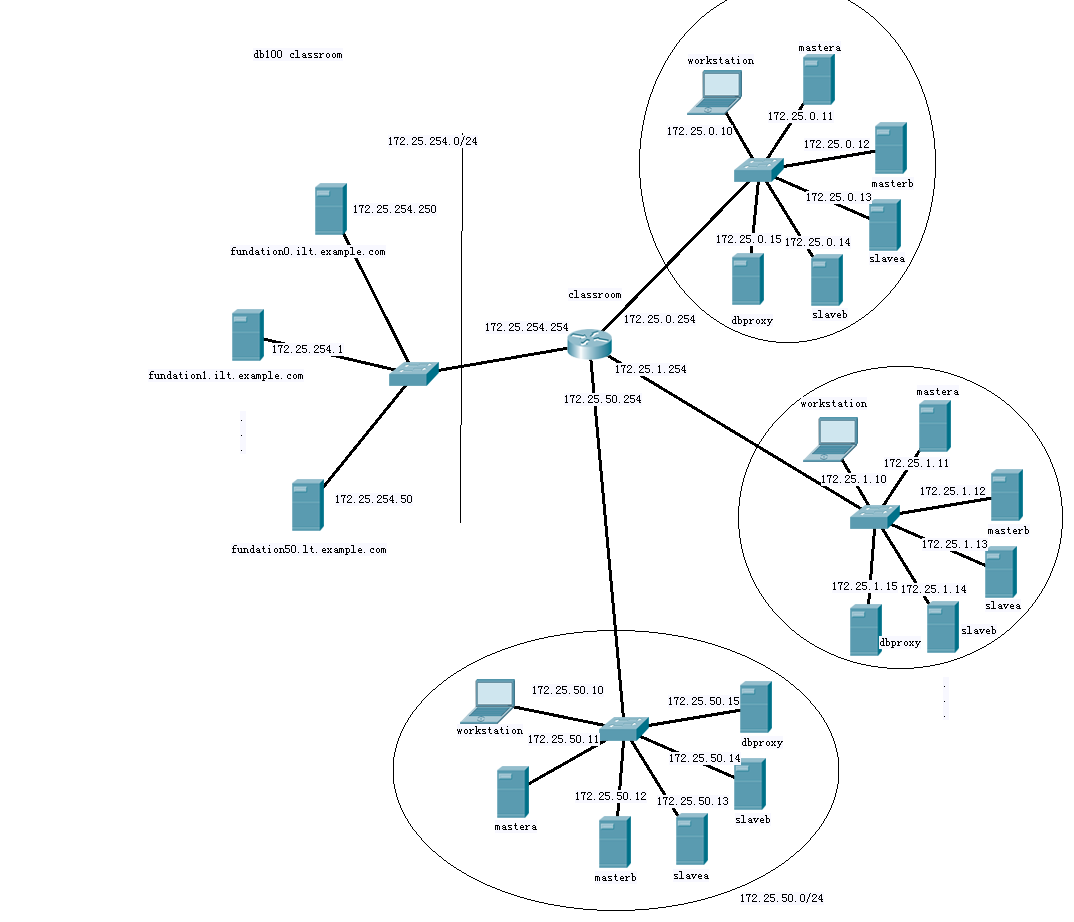 db100 classroom
172.25.254.0/24
172.25.254.250
fundation0.ilt.example.com
172.25.254.1
fundation1.ilt.example.com
172.25.254.50
fundation50.lt.example.com
classroom
172.25.254.254
172.25.0.254
172.25.1.254
172.25.50.254
workstation
mastera
172.25.0.10
172.25.0.11
172.25.0.12
masterb
172.25.0.13
slavea
172.25.0.15
172.25.0.14
dbproxy
slaveb
workstation
mastera
172.25.1.10
172.25.1.11
172.25.1.12
masterb
172.25.1.13
slavea
172.25.1.15
172.25.1.14
dbproxy
slaveb
172.25.50.10
workstation
172.25.50.15
dbproxy
172.25.50.11
mastera
172.25.50.14
slaveb
172.25.50.12
masterb
172.25.50.13
slavea
172.25.50.0/24